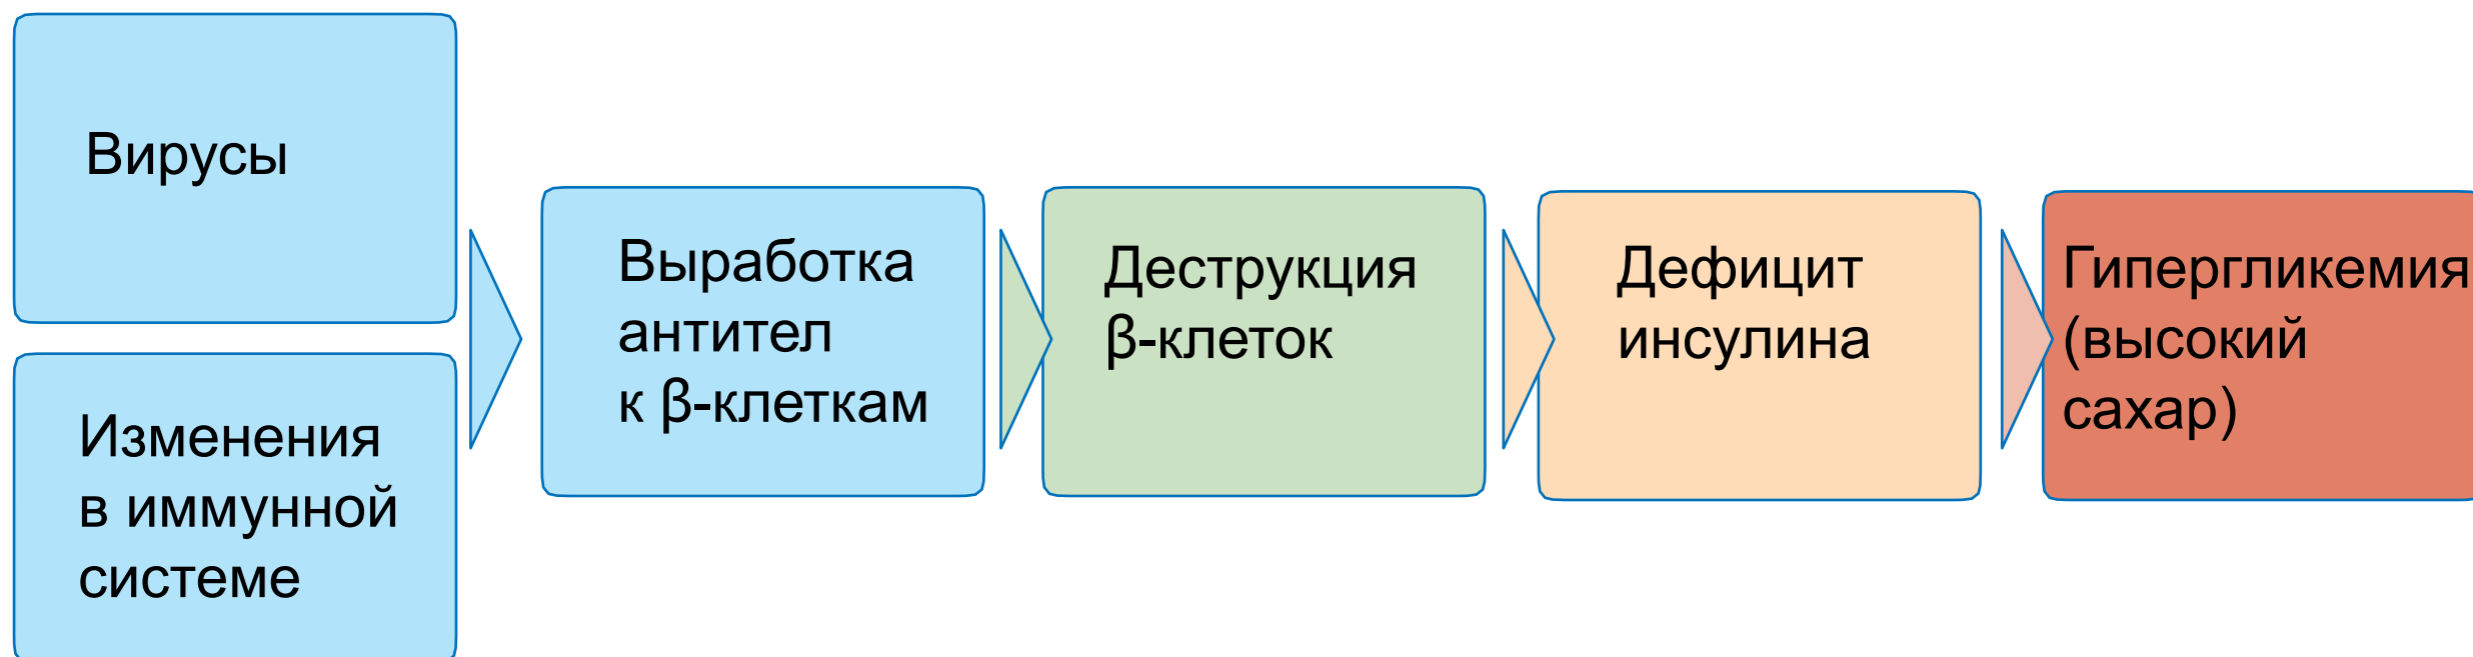 Вирусы
Изменения
в иммунной
системе
Выработка
антител
к β-клеткам
Деструкция
β-клеток
Дефицит
инсулина
Гипергликемия
(высокий
сахар)